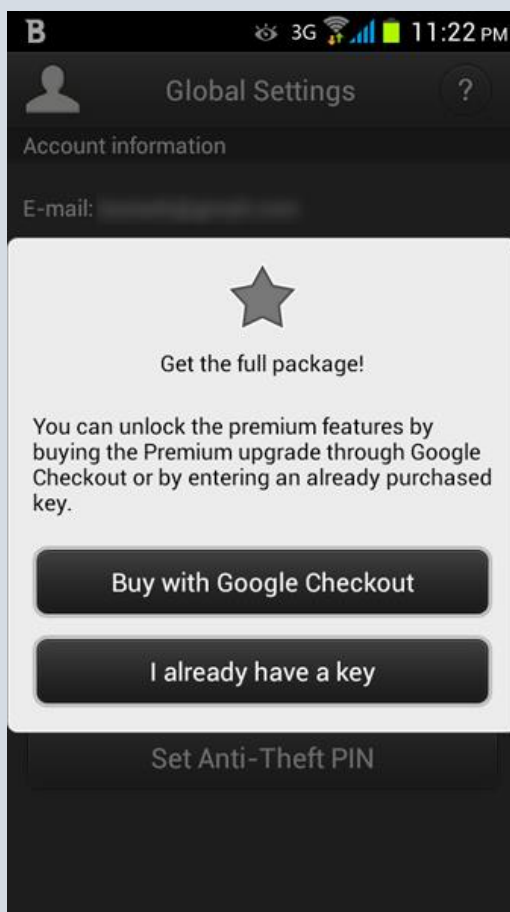 B
3G 11:22 PM
Global Settings ?
Account information
E-mail:
Get the full package!
You can unlock the premium features by
buying the Premium upgrade through Google
Checkout or by entering an already purchased
key.
Buy with Google Checkout
I already have a key
Set Anti-Theft PIN